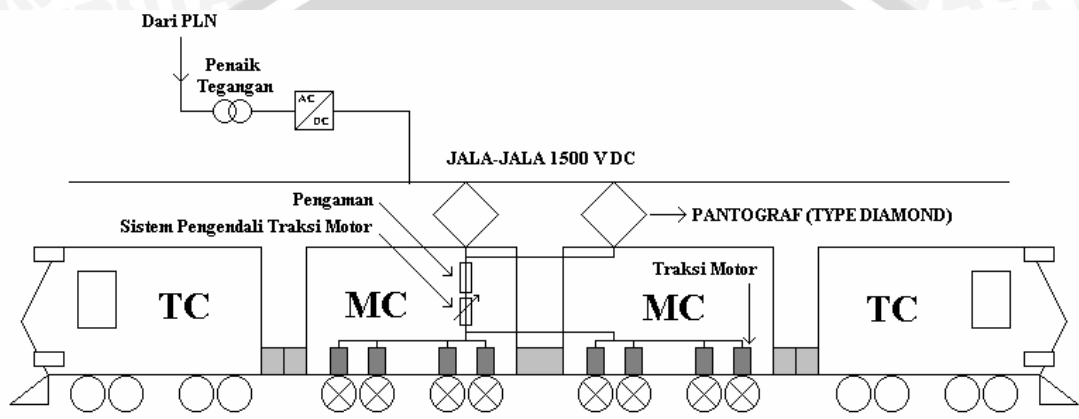 Dari PLN
Penaik
Tegangan
AC
DC
JALA-JALA 1500 V DC
Pengaman
Sistem Pengendali Traksi Motor
PANTOGRAF (TYPE DIAMOND)
Traksi Motor
TC
MC
MC
TC